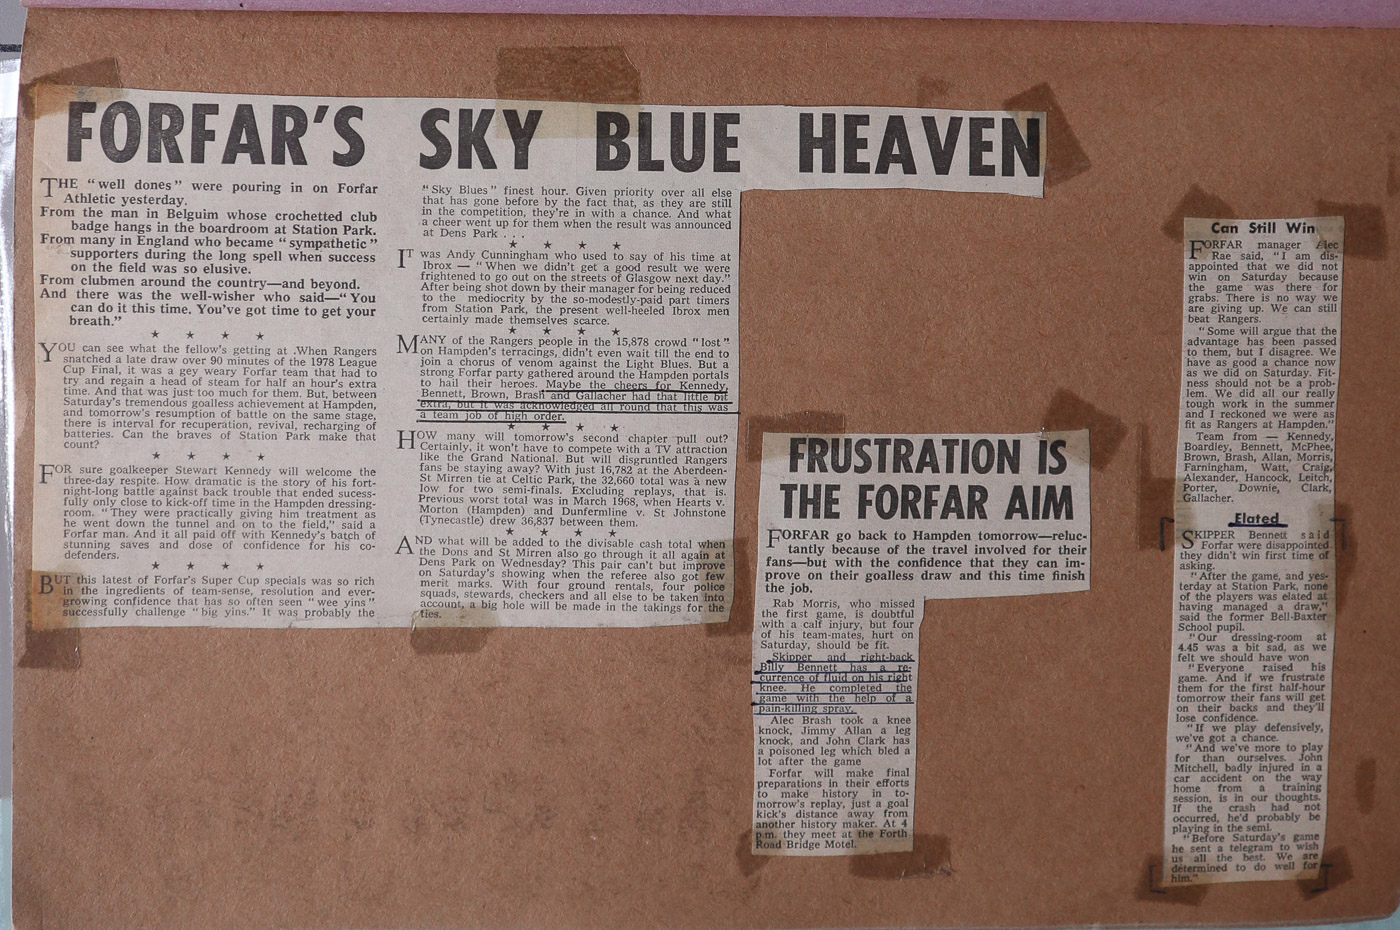 FORFAR'S SKY BLUE HEAVEN
THE "well dones" were pouring in on Forfar
Athletic yesterday.
From the man in Belguim whose crochetted club
badge hangs in the boardroom at Station Park.
From many in England who became "sympathetic"
supporters during the long spell when success
on the field was so elusive.
From clubmen around the country—and beyond.
And there was the well-wisher who said—"You
can do it this time. You've got time to get your
breath."
★ ★ ★ ★
YOU can see what the fellow's getting at .When Rangers
snatched a late draw over 90 minutes of the 1978 League
Cup Final, it was a gey weary Forfar team that had to
try and regain a head of steam for half an hour's extra
time. And that was just too much for them. But, between
Saturday's tremendous goalless achievement at Hampden,
and tomorrow's resumption of battle on the same stage,
there is interval for recuperation, revival, recharging of
batteries. Can the braves of Station Park make that
count?
★ ★ ★ ★
FOR sure goalkeeper Stewart Kennedy will welcome the
three-day respite. How dramatic is the story of his fort-
night-long battle against back trouble that ended sucess-
fully only close to kick-off time in the Hampden dressing-
room. "They were practically giving him treatment as
he went down the tunnel and on to the field," said a
Forfar man. And it all paid off with Kennedy's batch of
stunning saves and dose of confidence for his co-
defenders.
★ ★ ★ ★
BUT this latest of Forfar's Super Cup specials was so rich
in the ingredients of team-sense, resolution and ever-
growing confidence that has so often seen "wee yins"
successfully challenge "big yins." It was probably the
"Sky Blues" finest hour. Given priority over all else
that has gone before by the fact that, as they are still
in the competition, they're in with a chance. And what
a cheer went up for them when the result was announced
at Dens Park . . .
★ ★ ★ ★
IT was Andy Cunningham who used to say of his time at
Ibrox — "When we didn't get a good result we were
frightened to go out on the streets of Glasgow next day."
After being shot down by their manager for being reduced
to the mediocrity by the so-modestly-paid part timers
from Station Park, the present well-heeled Ibrox men
certainly made themselves scarce.
★ ★ ★ ★
MANY of the Rangers people in the 15,878 crowd "lost"
on Hampden's terracings, didn't even wait till the end to
join a chorus of venom against the Light Blues. But a
strong Forfar party gathered around the Hampden portals
to hail their heroes. Maybe the cheers for Kennedy,
Bennett, Brown, Brash and Gallacher had that little bit
extra, but it was acknowledged all round that this was
a team job of high order.
★ ★ ★ ★
HOW many will tomorrow's second chapter pull out?
Certainly, it won't have to compete with a TV attraction
like the Grand National. But will disgruntled Rangers
fans be staying away? With just 16,782 at the Aberdeen-
St Mirren tie at Celtic Park, the 32,660 total was a new
low for two semi-finals. Excluding replays, that is.
Previous worst total was in March 1968, when Hearts v.
Morton (Hampden) and Dunfermline v. St Johnstone
(Tynecastle) drew 36,837 between them.
★ ★ ★ ★
AND what will be added to the divisable cash total when
the Dons and St Mirren also go through it all again at
Dens Park on Wednesday? This pair can't but improve
on Saturday's showing when the referee also got few
merit marks. With four ground rentals, four police
squads, stewards, checkers and all else to be taken into
account, a big hole will be made in the takings for the
ties.
FRUSTRATION IS
THE FORFAR AIM
FORFAR go back to Hampden tomorrow—reluc-
tantly because of the travel involved for their
fans—but with the confidence that they can im-
prove on their goalless draw and this time finish
the job.
Rab Morris, who missed
the first game, is doubtful
with a calf injury, but four
of his team-mates, hurt on
Saturday, should be fit.
Skipper and right-back
Billy Bennett has a re-
currence of fluid on his right
knee. He completed the
game with the help of a
pain-killing spray.
Alec Brash took a knee
knock, Jimmy Allan a leg
knock, and John Clark has
a poisoned leg which bled a
lot after the game
Forfar will make final
preparations in their efforts
to make history in to-
morrow's replay, just a goal
kick's distance away from
another history maker. At 4
p.m. they meet at the Forth
Road Bridge Motel.
Can Still Win
FORFAR manager Alec
Rae said, "I am dis-
appointed that we did not
win on Saturday because
the game was there for
grabs. There is no way we
are giving up. We can still
beat Rangers.
"Some will argue that the
advantage has been passed
to them, but I disagree. We
have as good a chance now
as we did on Saturday. Fit-
ness should not be a prob-
lem. We did all our really
tough work in the summer
and I reckoned we were as
fit as Rangers at Hampden."
Team from — Kennedy,
Boardley, Bennett, McPhee,
Brown, Brash, Allan, Morris,
Farningham, Watt, Craig,
Alexander, Hancock, Leitch,
Porter, Downie, Clark,
Gallacher.
Elated
SKIPPER Bennett said
Forfar were disappointed
they didn't win first time of
asking.
"After the game, and yes-
terday at Station Park, none
of the players was elated at
having managed a draw,"
said the former Bell-Baxter
School pupil.
"Our dressing-room at
4.45 was a bit sad, as we
felt we should have won
"Everyone raised his
game. And if we frustrate
them for the first half-hour
tomorrow their fans will get
on their backs and they'll
lose confidence.
"If we play defensively,
we've got a chance.
"And we've more to play
for than ourselves. John
Mitchell, badly injured in a
car accident on the way
home from a training
session, is in our thoughts.
If the crash had not
occurred, he'd probably be
playing in the semi.
"Before Saturday's game
he sent a telegram to wish
us all the best. We are
determined to do well for
him."